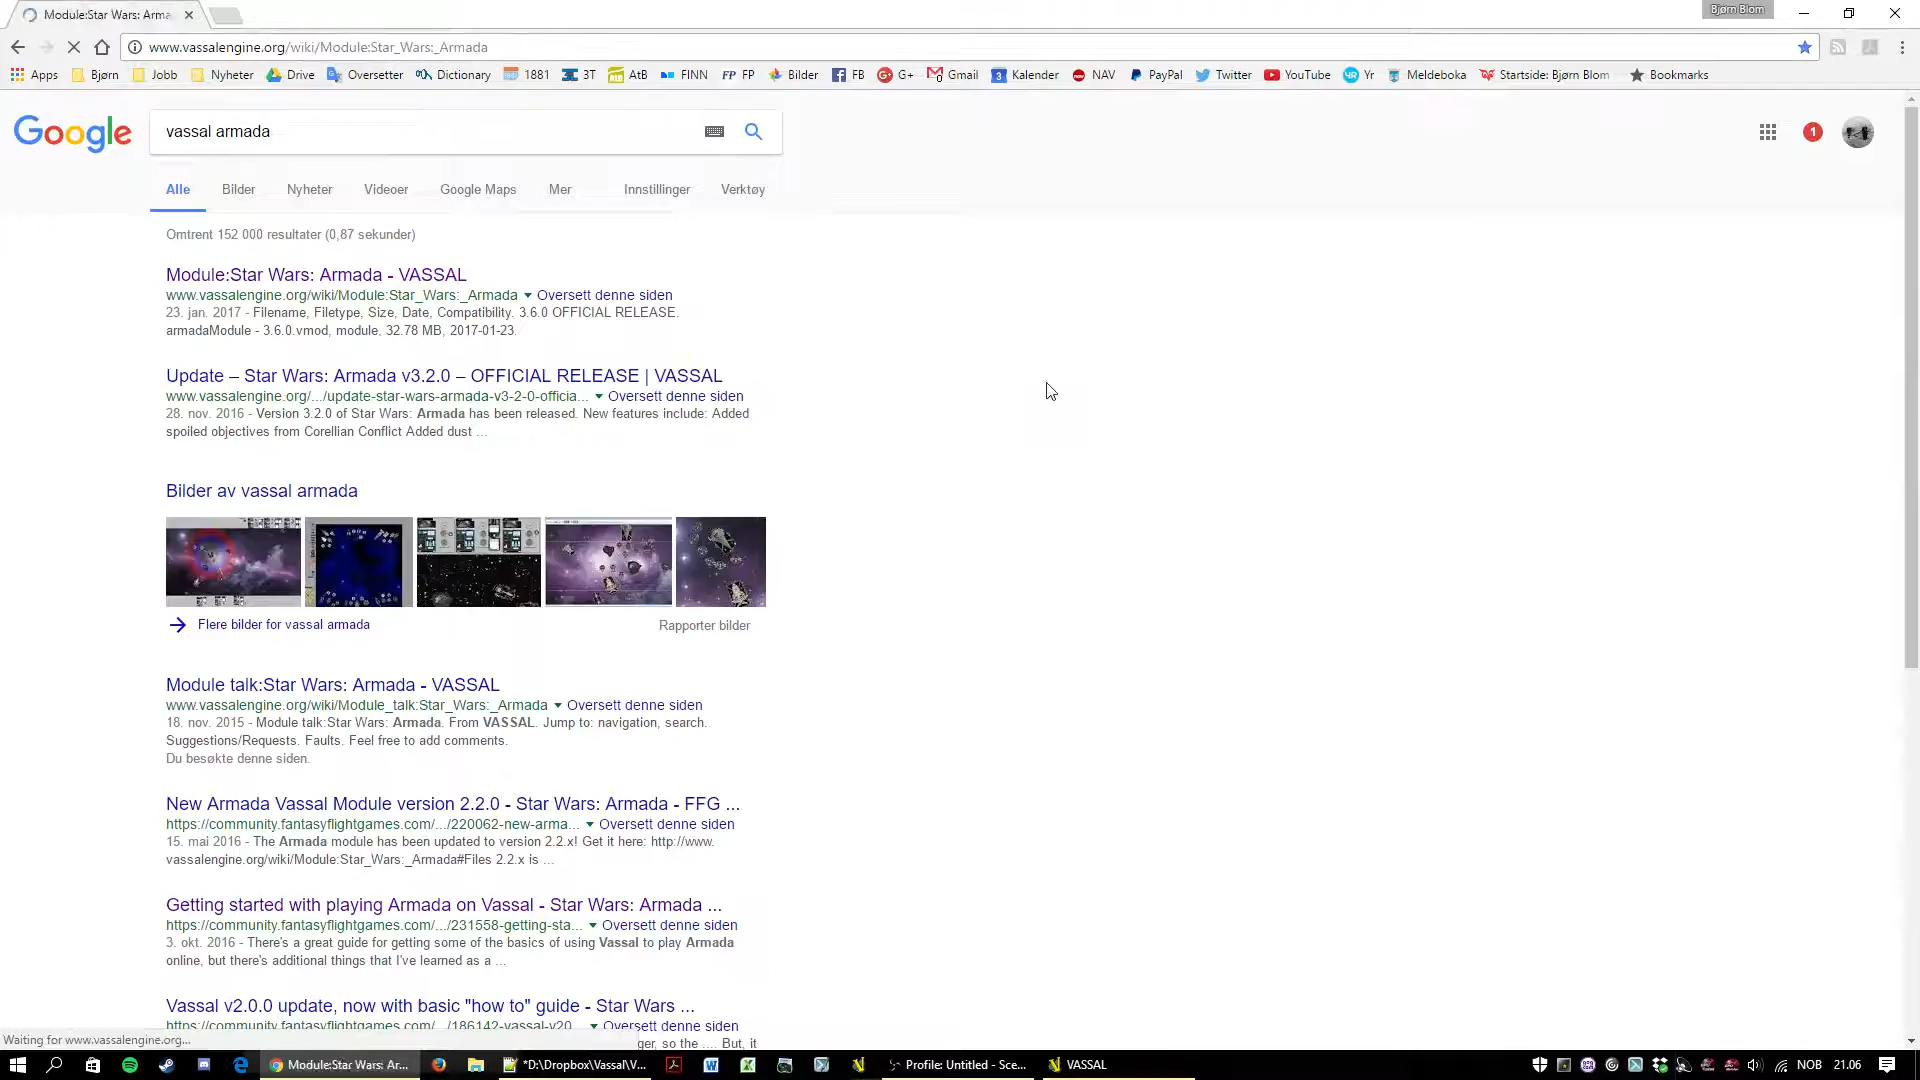 Module:Star Wars: Arma
Bjørn Blom
www.vassalengine.org/wiki/Module:Star_Wars:_Armada
Apps Bjørn Jobb Nyheter Drive Oversetter Dictionary 1881 3T AtB FINN FP FP Bilder FB G+ Gmail 3 Kalender NAV PayPal Twitter YouTube YR Yr Meldeboka Startside: Bjørn Blom Bookmarks
Google vassal armada 1
Alle Bilder Nyheter Videoer Google Maps Mer Innstillinger Verktøy
Omtrent 152 000 resultater (0,87 sekunder)
Module:Star Wars: Armada - VASSAL
www.vassalengine.org/wiki/Module:Star_Wars:_Armada Oversett denne siden
23. jan. 2017 - Filename, Filetype, Size, Date, Compatibility. 3.6.0 OFFICIAL RELEASE.
armadaModule - 3.6.0.vmod, module, 32.78 MB, 2017-01-23.
Update – Star Wars: Armada v3.2.0 – OFFICIAL RELEASE | VASSAL
www.vassalengine.org/.../update-star-wars-armada-v3-2-0-officia... Oversett denne siden
28. nov. 2016 - Version 3.2.0 of Star Wars: Armada has been released. New features include: Added
spoiled objectives from Corellian Conflict Added dust ...
Bilder av vassal armada
Flere bilder for vassal armada Rapporter bilder
Module talk:Star Wars: Armada - VASSAL
www.vassalengine.org/wiki/Module_talk:Star_Wars:_Armada Oversett denne siden
18. nov. 2015 - Module talk:Star Wars: Armada. From VASSAL. Jump to: navigation, search.
Suggestions/Requests. Faults. Feel free to add comments.
Du besøkte denne siden.
New Armada Vassal Module version 2.2.0 - Star Wars: Armada - FFG ...
https://community.fantasyflightgames.com/.../220062-new-arma... Oversett denne siden
15. mai 2016 - The Armada module has been updated to version 2.2.x! Get it here: http://www.
vassalengine.org/wiki/Module:Star_Wars:_Armada#Files 2.2.x is ...
Getting started with playing Armada on Vassal - Star Wars: Armada ...
https://community.fantasyflightgames.com/.../231558-getting-sta... Oversett denne siden
3. okt. 2016 - There's a great guide for getting some of the basics of using Vassal to play Armada
online, but there's additional things that I've learned as a ...
Vassal v2.0.0 update, now with basic "how to" guide - Star Wars ...
https://community.fantasyflightgames.com/.../186142-vassal-v20... Oversett denne siden
Waiting for www.vassalengine.org... ger, so the .... But, it
Module:Star Wars: Ar... *D:\Dropbox\Vassal\V... Profile: Untitled - Sce... VASSAL NOB 21.06